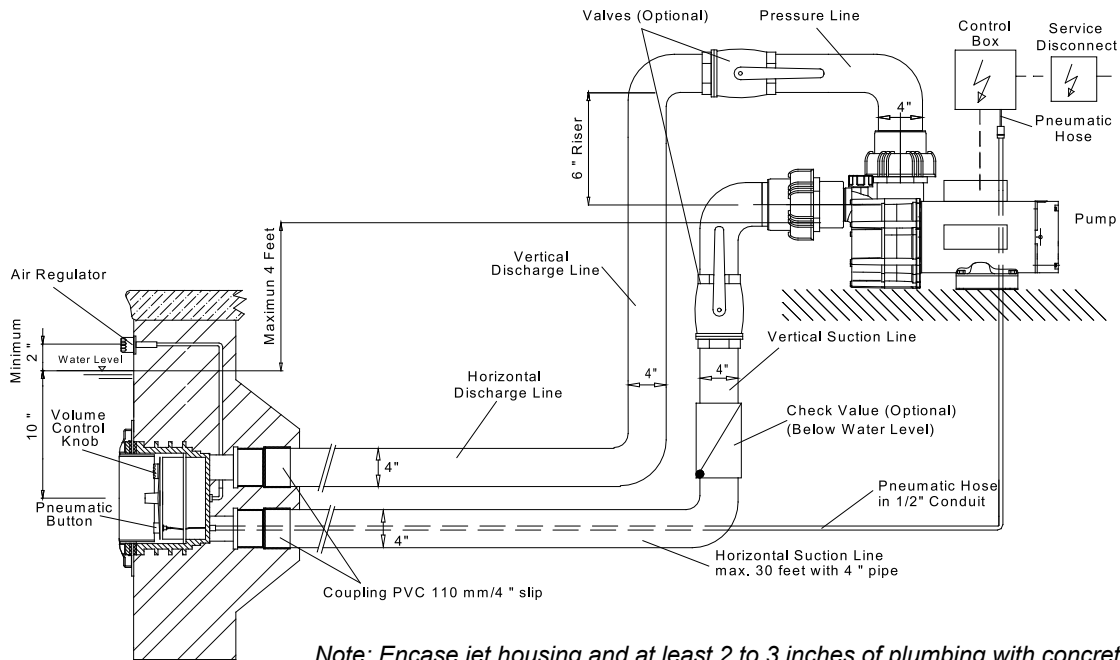 Valves (Optional)
Pressure Line
Control
Box
Service
Disconnect
4"
Pneumatic
Hose
6 " Riser
Pump
Maximun 4 Feet
Vertical
Discharge Line
Air Regulator
Minimum
2 "
Water Level
Vertical Suction Line
4"
4"
Horizontal
Discharge Line
10 "
Volume
Control
Knob
Check Value (Optional)
(Below Water Level)
4"
Pneumatic Hose
in 1/2" Conduit
Pneumatic
Button
4"
Horizontal Suction Line
max. 30 feet with 4 " pipe
Coupling PVC 110 mm/4 " slip
Note: Encase jet housing and at least 2 to 3 inches of plumbing with concrete